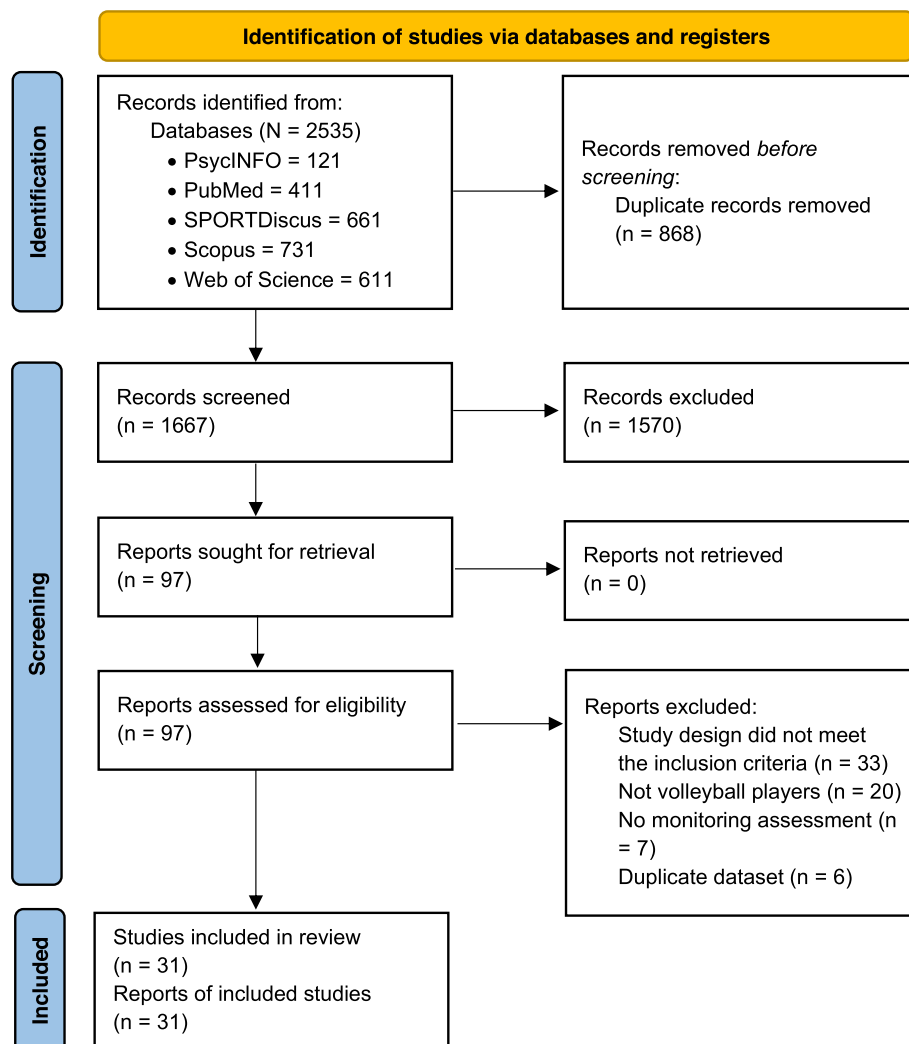 Identification of studies via databases and registers
Identification
Records identified from:
Databases (N = 2535)
• PsycINFO = 121
• PubMed = 411
• SPORTDiscus = 661
• Scopus = 731
• Web of Science = 611
Records removed before
screening:
Duplicate records removed
(n = 868)
Screening
Records screened
(n = 1667)
Records excluded
(n = 1570)
Reports sought for retrieval
(n = 97)
Reports not retrieved
(n = 0)
Reports assessed for eligibility
(n = 97)
Reports excluded:
Study design did not meet
the inclusion criteria (n = 33)
Not volleyball players (n = 20)
No monitoring assessment (n
= 7)
Duplicate dataset (n = 6)
Included
Studies included in review
(n = 31)
Reports of included studies
(n = 31)